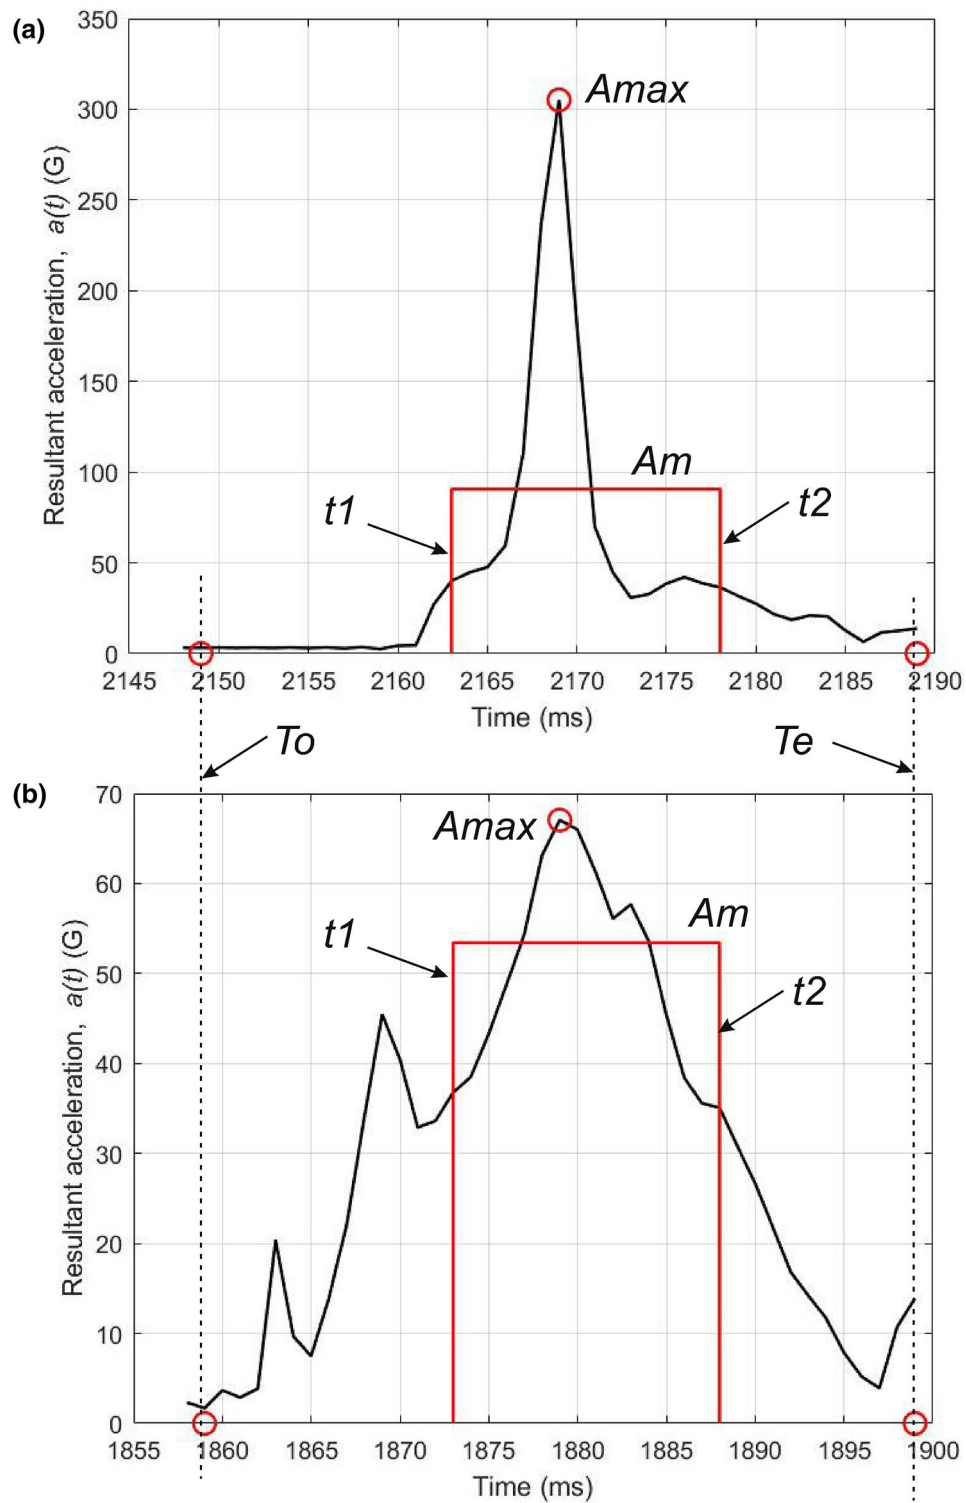 (a)
350
300
250
200
150
100
50
0
Resultant acceleration, a(t) (G)
Amax
Am
t1
t2
2145 2150 2155 2160 2165 2170 2175 2180 2185 2190
Time (ms)
To
Te
(b)
70
60
50
40
30
20
10
0
Resultant acceleration, a(t) (G)
Amax
Am
t1
t2
1855 1860 1865 1870 1875 1880 1885 1890 1895 1900
Time (ms)